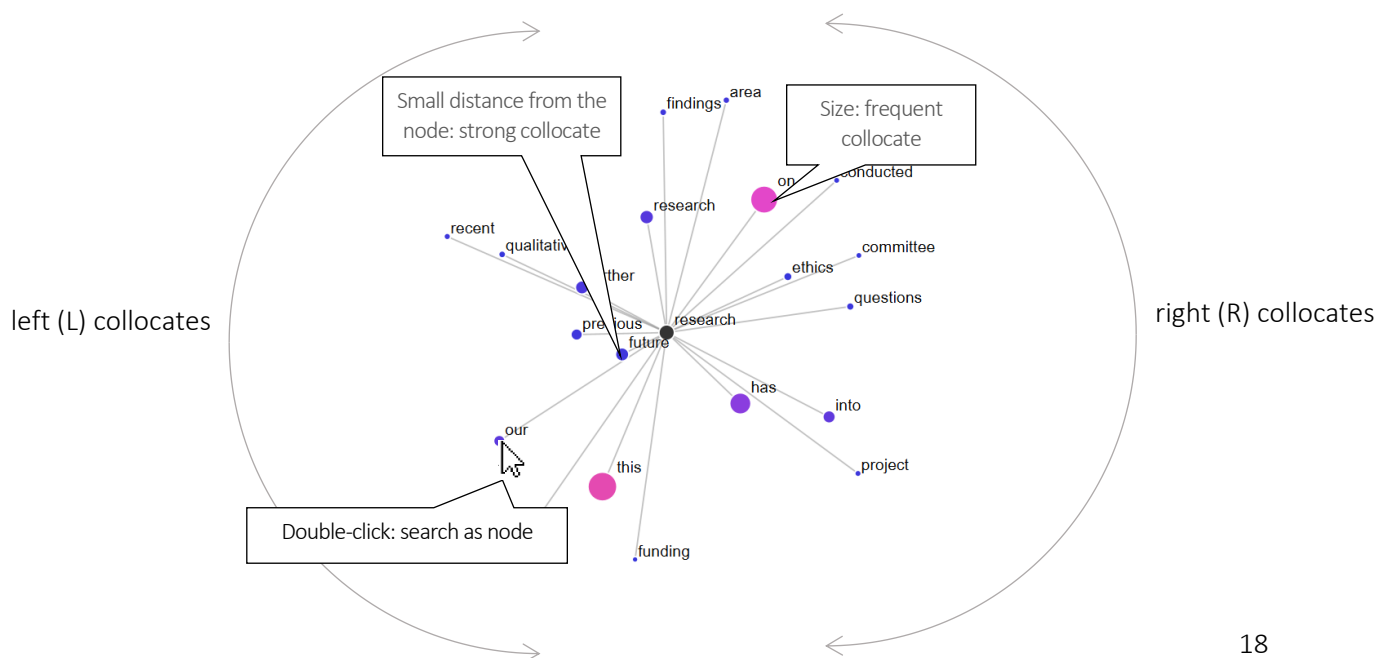 area
findings
Small distance from the
node: strong collocate
Size: frequent
collocate
conducted
on
research
recent
qualitativ
ther
committee
ethics
questions
left (L) collocates
right (R) collocates
research
previous
future
has
into
our
this
project
Double-click: search as node
funding
18